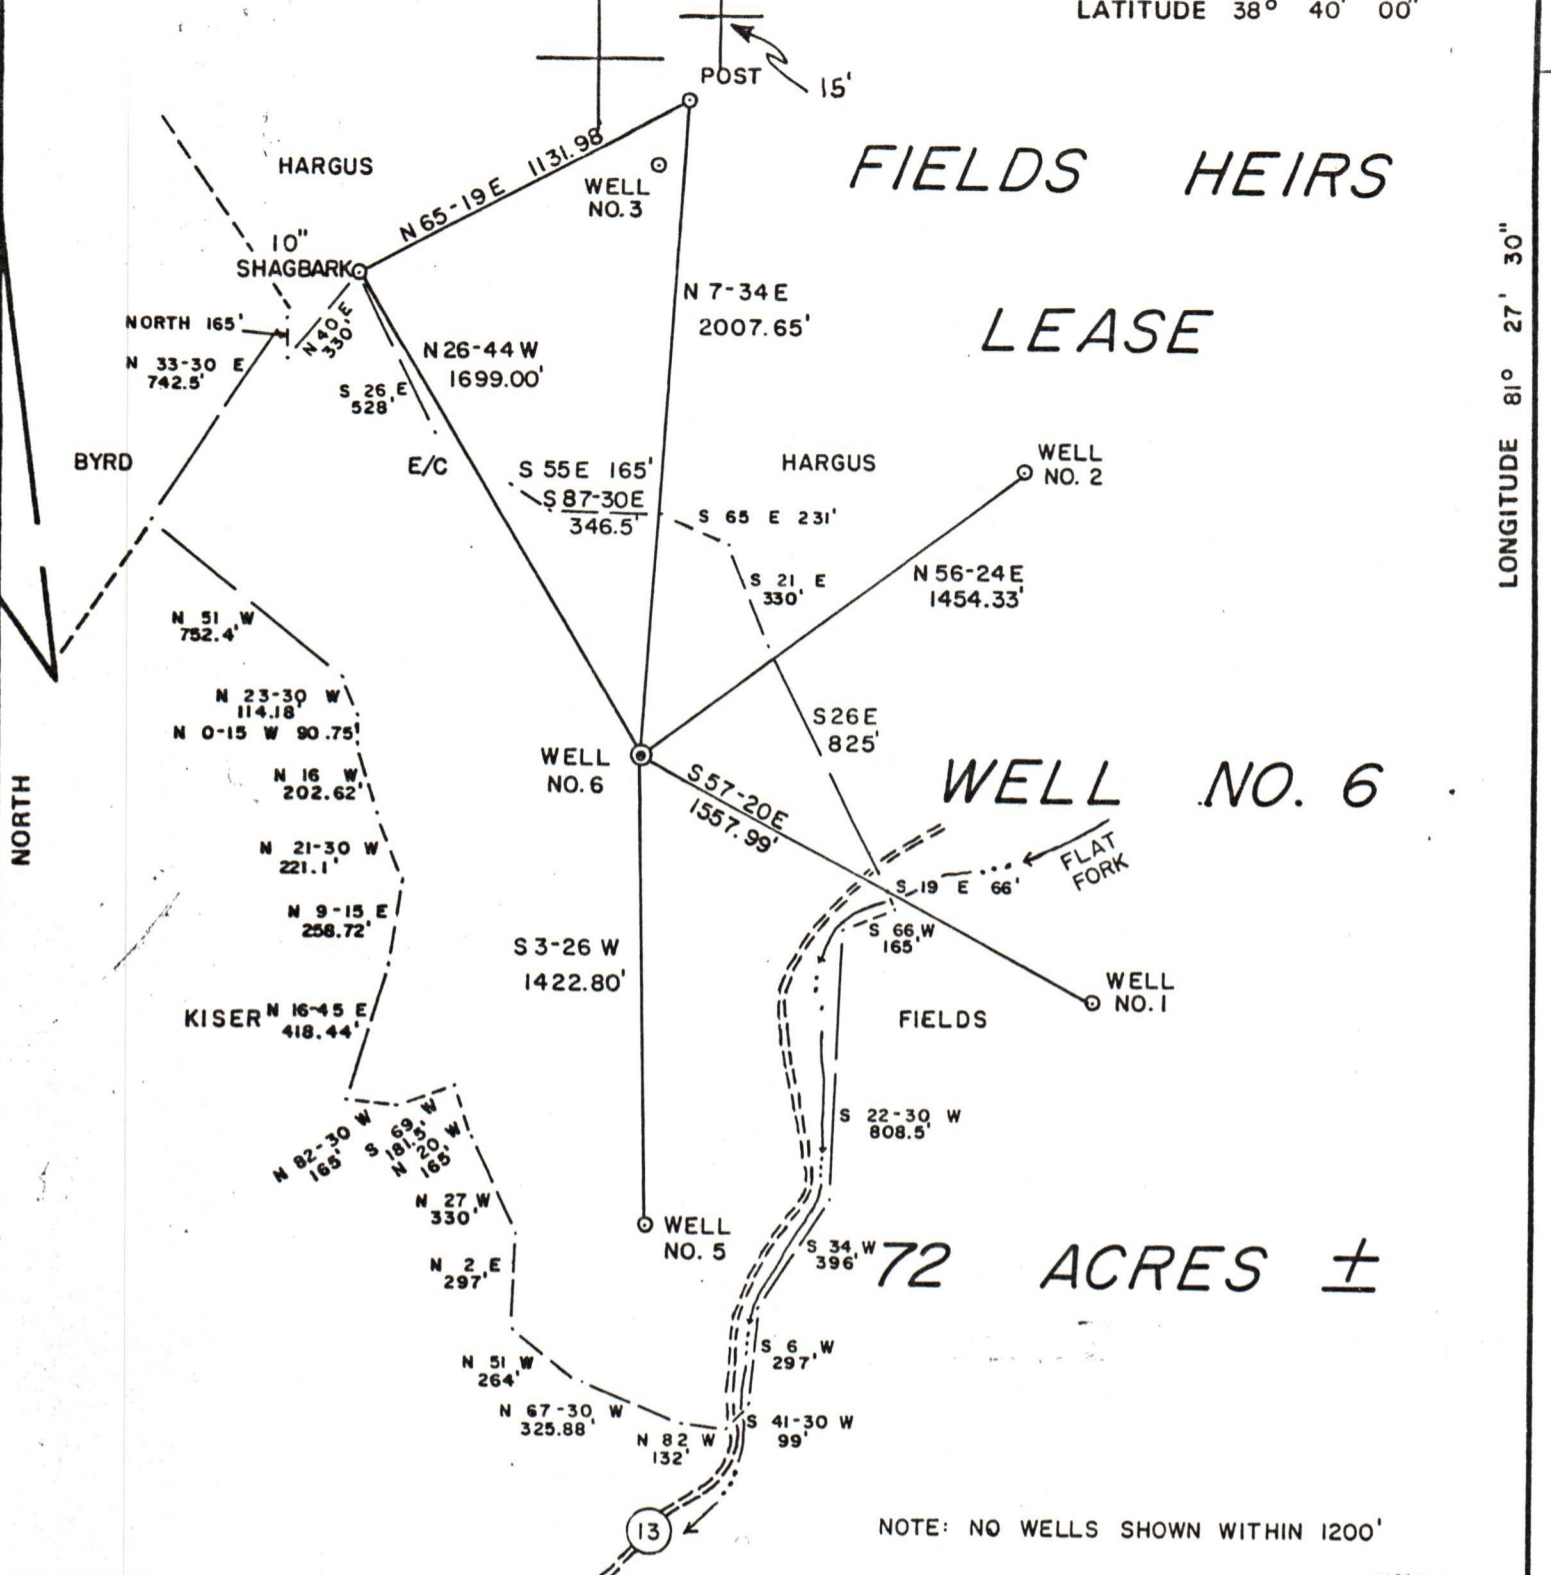 LATITUDE 38° 40' 00"
POST
15'
HARGUS
N 65-19 E 1131.98'
WELL
NO. 3
FIELDS HEIRS
LEASE
10"
SHAGBARK
NORTH 165'
N 40 E
330'
N 33-30 E
742.5'
N 26-44 W
1699.00'
S 26 E
528'
N 7-34 E
2007.65'
LONGITUDE 81° 27' 30"
BYRD
E/C
S 55 E 165'
S 87-30 E
346.5'
HARGUS
S 65 E 231'
WELL
NO. 2
S 21 E
330'
N 56-24 E
1454.33'
N 51 W
752.4'
N 23-30 W
114.18'
N 0-15 W 90.75'
N 16 W
202.62'
S 26 E
825'
WELL
NO. 6
S 57-20 E
1557.99'
WELL NO. 6
NORTH
N 21-30 W
221.1'
FLAT
FORK
S 19 E 66'
N 9-15 E
258.72'
S 66 W
165'
S 3-26 W
1422.80'
WELL
NO. 1
KISER
N 16-45 E
418.44'
FIELDS
N 82-30 W
165'
S 69 W
181.5'
N 20 W
165'
S 22-30 W
808.5'
N 27 W
330'
WELL
NO. 5
N 2 E
297'
S 34 W
396'
72 ACRES ±
N 51 W
264'
S 6 W
297'
N 67-30 W
325.88'
N 82 W
132'
S 41-30 W
99'
13
NOTE: NO WELLS SHOWN WITHIN 1200'